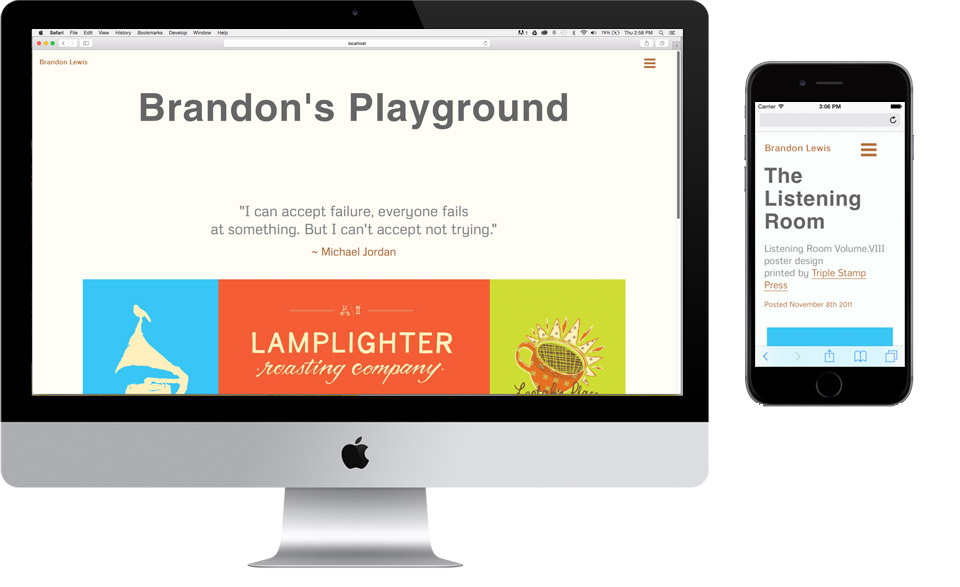 Safari File Edit View History Bookmarks Develop Window Help
76% Thu 2:58 PM
localhost
Brandon Lewis
Brandon's Playground
"I can accept failure, everyone fails
at something. But I can't accept not trying."
~ Michael Jordan
LAMPLIGHTER
roasting company
Carrier 3:06 PM
Brandon Lewis
The
Listening
Room
Listening Room Volume.VIII
poster design
printed by Triple Stamp
Press
Posted November 8th 2011